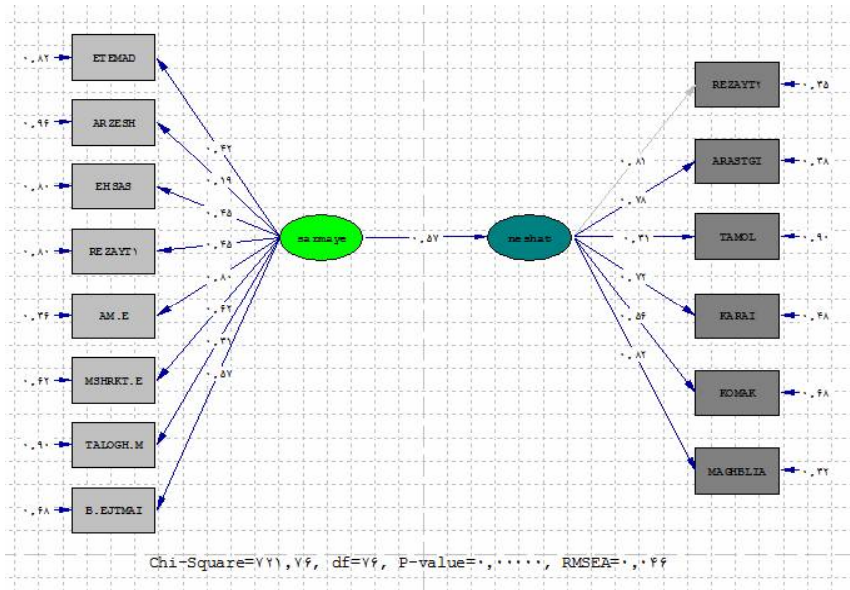 ۰,۸۲ ETEMAD
۰,۹۶ ARZESH
۰,۸۰ EHSAS
۰,۸۰ REZAYT۱
۰,۳۶ AM.E
۰,۶۲ MSHRKT.E
۰,۹۰ TALOGH.M
۰,۶۸ B.EJTMAI
۰,۴۲
۰,۱۹
۰,۴۵
۰,۴۵
۰,۸۰
۰,۶۲
۰,۳۱
۰,۵۷
sazmaye
۰,۵۷
neshat
۰,۸۱
۰,۷۸
۰,۳۱
۰,۷۲
۰,۵۶
۰,۸۲
REZAYT۲ ۰,۳۵
ARASTGI ۰,۳۸
TAMOL ۰,۹۰
KARAI ۰,۴۸
KOMAK ۰,۶۸
MAGHBLIA ۰,۳۲
Chi-Square=۷۲۱,۷۶, df=۷۶, P-value=۰,۰۰۰۰۰, RMSEA=۰,۰۴۶